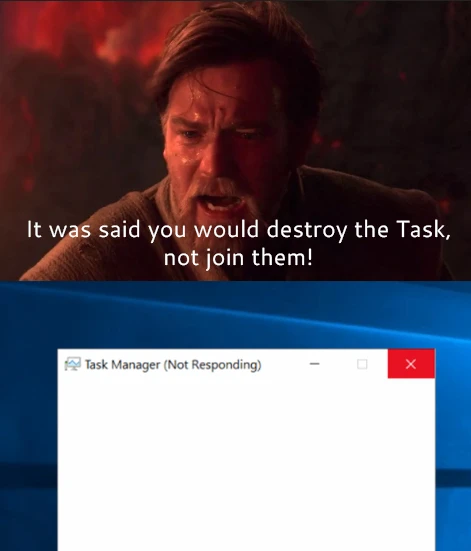 It was said you would destroy the Task,
not join them!
Task Manager (Not Responding)